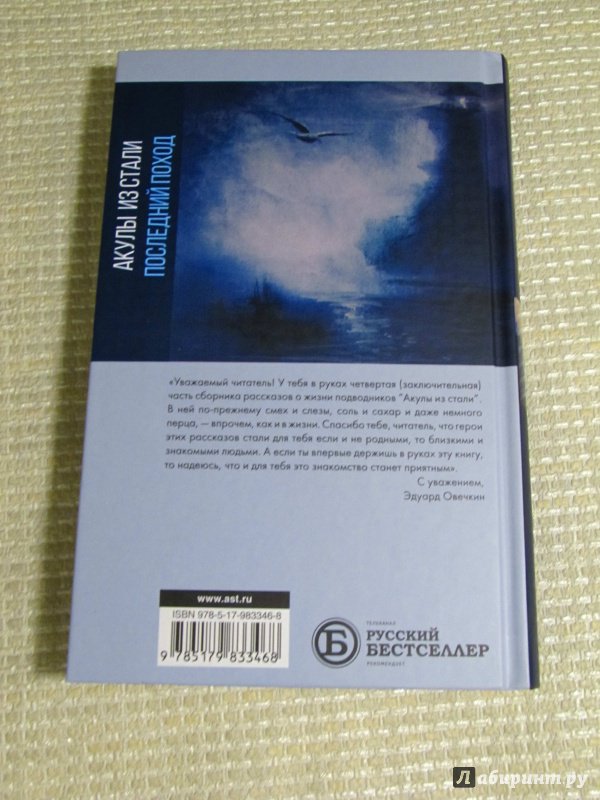 АКУЛЫ ИЗ СТАЛИ
ПОСЛЕДНИЙ ПОХОД
«Уважаемый читатель! У тебя в руках четвертая (заключительная)
часть сборника рассказов о жизни подводников "Акулы из стали".
В ней по-прежнему смех и слезы, соль и сахар и даже немного
перца, — впрочем, как и в жизни. Спасибо тебе, читатель, что герои
этих рассказов стали для тебя если и не родными, то близкими и
знакомыми людьми. А если ты впервые держишь в руках эту книгу,
то надеюсь, что и для тебя это знакомство станет приятным».
С уважением,
Эдуард Овечкин
www.ast.ru
ISBN 978-5-17-983346-8
9 785179 833468
Б
ТЕЛЕКАНАЛ
РУССКИЙ
БЕСТСЕЛЛЕР
РЕКОМЕНДУЕТ
Лабиринт.ру